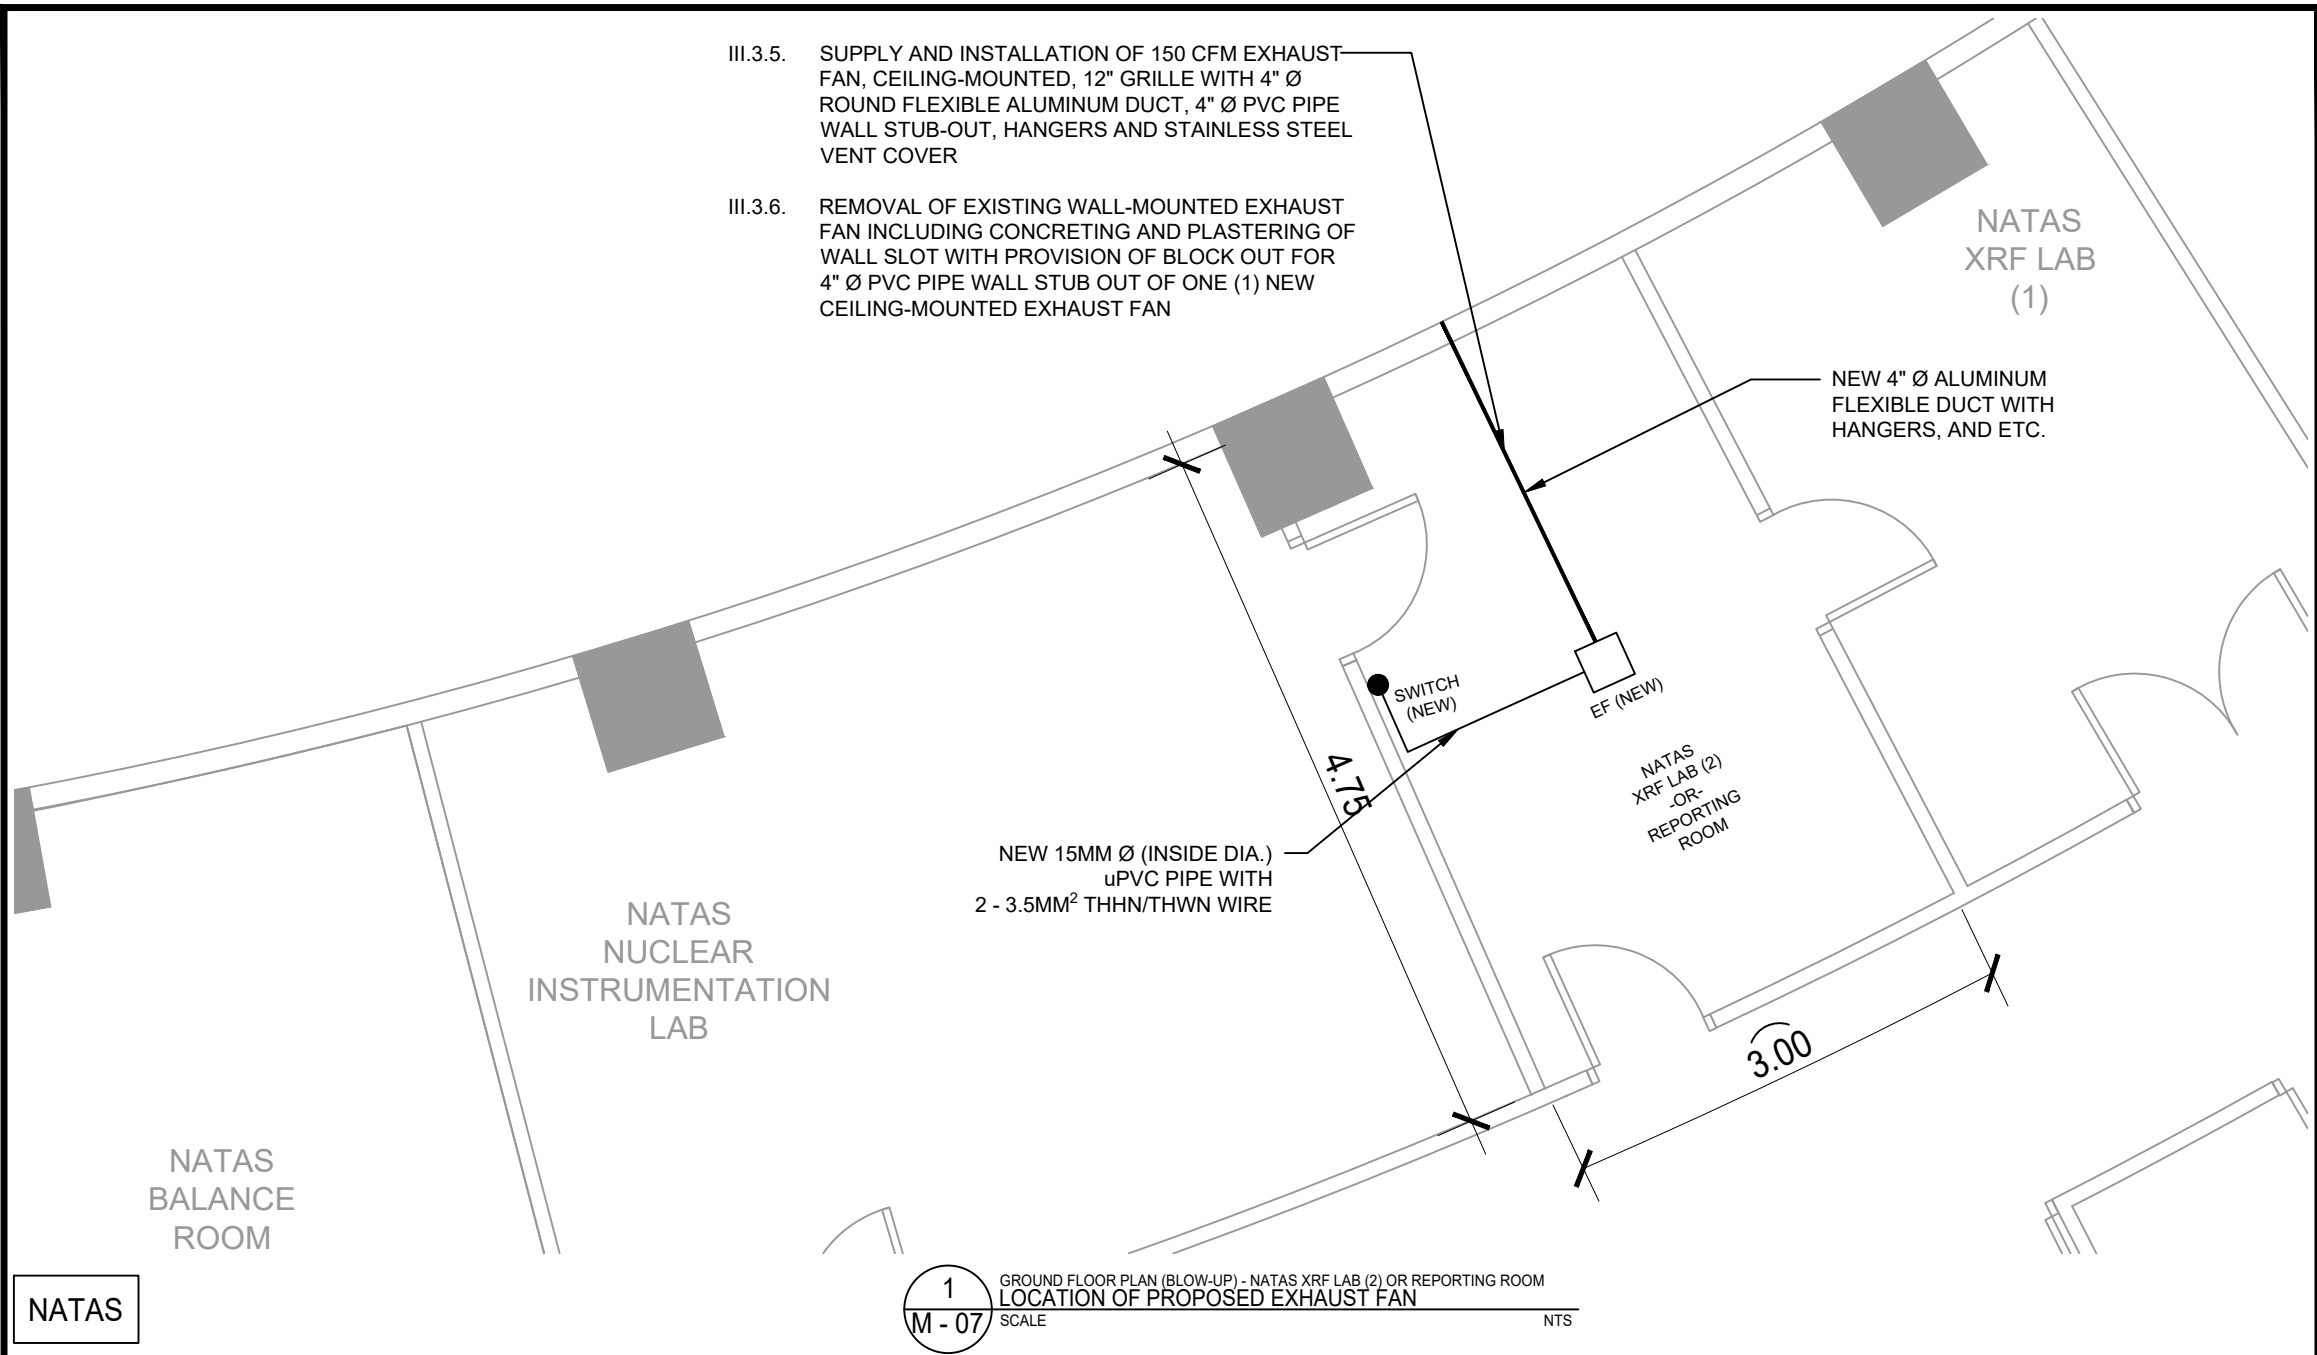 III.3.5. SUPPLY AND INSTALLATION OF 150 CFM EXHAUST
FAN, CEILING-MOUNTED, 12" GRILLE WITH 4" Ø
ROUND FLEXIBLE ALUMINUM DUCT, 4" Ø PVC PIPE
WALL STUB-OUT, HANGERS AND STAINLESS STEEL
VENT COVER
III.3.6. REMOVAL OF EXISTING WALL-MOUNTED EXHAUST
FAN INCLUDING CONCRETING AND PLASTERING OF
WALL SLOT WITH PROVISION OF BLOCK OUT FOR
4" Ø PVC PIPE WALL STUB OUT OF ONE (1) NEW
CEILING-MOUNTED EXHAUST FAN
NATAS
XRF LAB
(1)
NEW 4" Ø ALUMINUM
FLEXIBLE DUCT WITH
HANGERS, AND ETC.
SWITCH
(NEW)
EF (NEW)
NATAS
XRF LAB (2)
-OR-
REPORTING
ROOM
4.75
NEW 15MM Ø (INSIDE DIA.)
uPVC PIPE WITH
2 - 3.5MM² THHN/THWN WIRE
NATAS
NUCLEAR
INSTRUMENTATION
LAB
3.00
NATAS
BALANCE
ROOM
NATAS
1
M - 07
GROUND FLOOR PLAN (BLOW-UP) - NATAS XRF LAB (2) OR REPORTING ROOM
LOCATION OF PROPOSED EXHAUST FAN
SCALE NTS